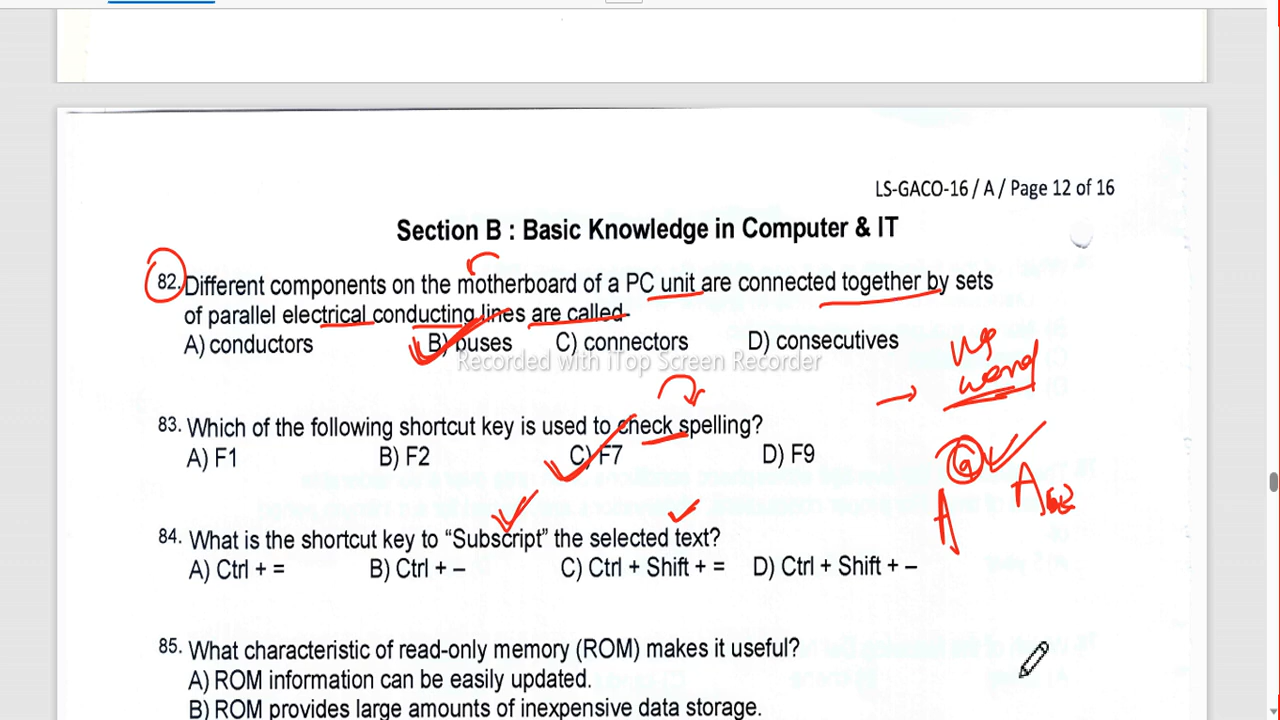 LS-GACO-16 / A / Page 12 of 16
Section B : Basic Knowledge in Computer & IT
82. Different components on the motherboard of a PC unit are connected together by sets
of parallel electrical conducting lines are called-
A) conductors B) buses C) connectors D) consecutives
Recorded with iTop Screen Recorder
word
83. Which of the following shortcut key is used to check spelling?
A) F1 B) F2 C) F7 D) F9
A
A
84. What is the shortcut key to “Subscript” the selected text?
A) Ctrl + = B) Ctrl + – C) Ctrl + Shift + = D) Ctrl + Shift + –
85. What characteristic of read-only memory (ROM) makes it useful?
A) ROM information can be easily updated.
B) ROM provides large amounts of inexpensive data storage.